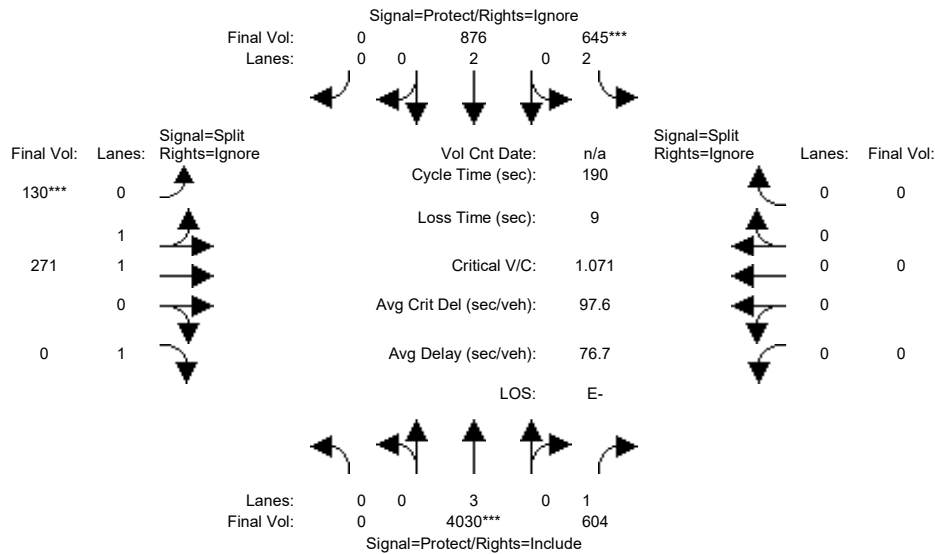 Signal=Protect/Rights=Ignore
Final Vol: 0 876 645***
Lanes: 0 0 2 0 2
Signal=Split
Final Vol: Lanes: Rights=Ignore
Vol Cnt Date: n/a
Signal=Split
Rights=Ignore Lanes: Final Vol:
Cycle Time (sec): 190
130*** 0
0 0
Loss Time (sec): 9
1
0
271 1
Critical V/C: 1.071
0 0
0
Avg Crit Del (sec/veh): 97.6
0
0 1
Avg Delay (sec/veh): 76.7
0 0
LOS: E-
Lanes: 0 0 3 0 1
Final Vol: 0 4030*** 604
Signal=Protect/Rights=Include